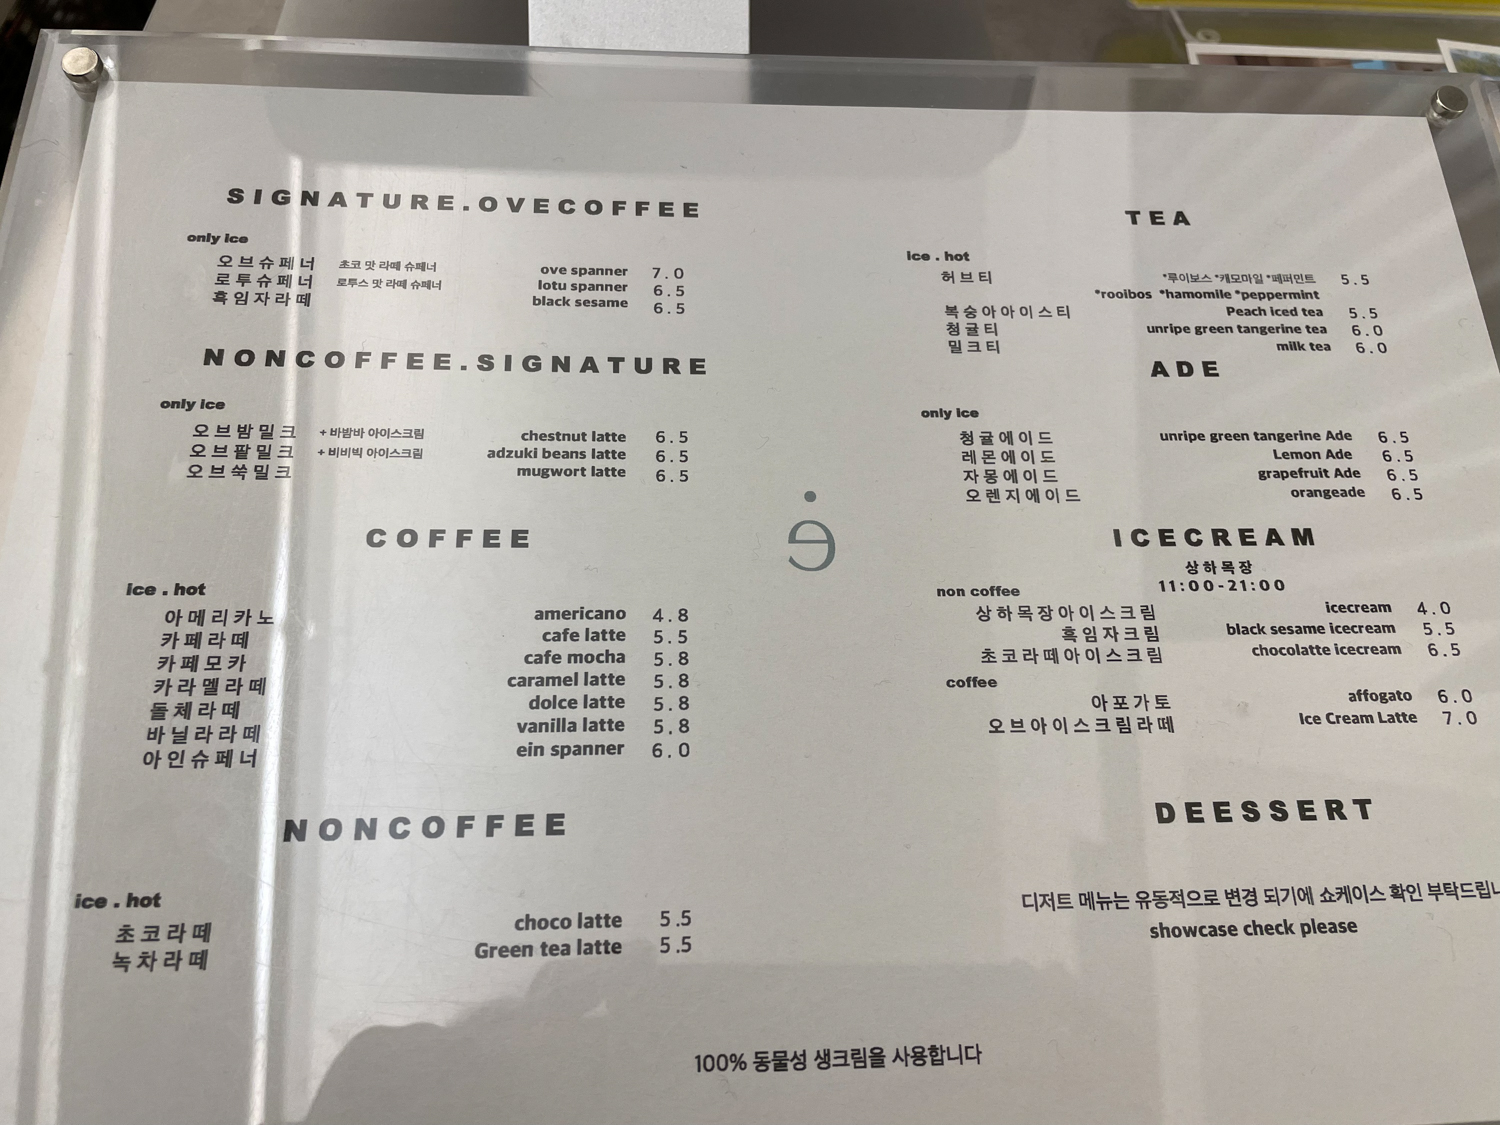 SIGNATURE.OVECOFFEE
only ice
오브슈페너 초코 맛 라떼 슈페너 ove spanner 7.0
로투슈페너 로투스 맛 라떼 슈페너 lotu spanner 6.5
흑임자라떼 black sesame 6.5
NONCOFFEE.SIGNATURE
only ice
오브밤밀크 + 바밤바 아이스크림 chestnut latte 6.5
오브팥밀크 + 비비빅 아이스크림 adzuki beans latte 6.5
오브쑥밀크 mugwort latte 6.5
COFFEE
ice . hot
아메리카노 americano 4.8
카페라떼 cafe latte 5.5
카페모카 cafe mocha 5.8
카라멜라떼 caramel latte 5.8
돌체라떼 dolce latte 5.8
바닐라라떼 vanilla latte 5.8
아인슈페너 ein spanner 6.0
NONCOFFEE
ice . hot
초코라떼 choco latte 5.5
녹차라떼 Green tea latte 5.5
ė
TEA
ice . hot
허브티 *루이보스 *캐모마일 *페퍼민트 5.5
*rooibos *hamomile *peppermint
복숭아아이스티 Peach iced tea 5.5
청귤티 unripe green tangerine tea 6.0
밀크티 milk tea 6.0
ADE
only ice
청귤에이드 unripe green tangerine Ade 6.5
레몬에이드 Lemon Ade 6.5
자몽에이드 grapefruit Ade 6.5
오렌지에이드 orangeade 6.5
ICECREAM
상하목장
11:00-21:00
non coffee
상하목장아이스크림 icecream 4.0
흑임자크림 black sesame icecream 5.5
초코라떼아이스크림 chocolatte icecream 6.5
coffee
아포가토 affogato 6.0
오브아이스크림라떼 Ice Cream Latte 7.0
DEESSERT
디저트 메뉴는 유동적으로 변경 되기에 쇼케이스 확인 부탁드립니
showcase check please
100% 동물성 생크림을 사용합니다